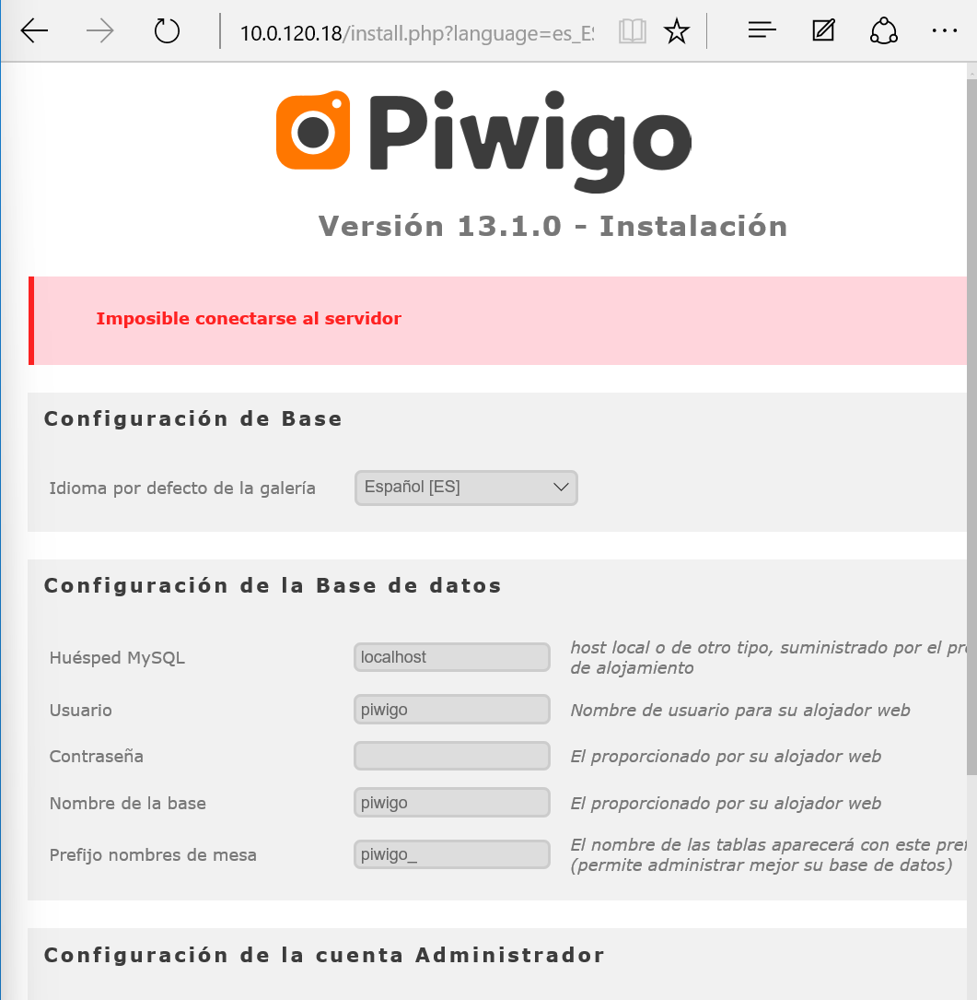 10.0.120.18/install.php?language=es_E
Piwigo
Versión 13.1.0 - Instalación
Imposible conectarse al servidor
Configuración de Base
Idioma por defecto de la galería
Español [ES]
Configuración de la Base de datos
Huésped MySQL
localhost
host local o de otro tipo, suministrado por el pro
de alojamiento
Usuario
piwigo
Nombre de usuario para su alojador web
Contraseña
El proporcionado por su alojador web
Nombre de la base
piwigo
El proporcionado por su alojador web
Prefijo nombres de mesa
piwigo_
El nombre de las tablas aparecerá con este pref
(permite administrar mejor su base de datos)
Configuración de la cuenta Administrador